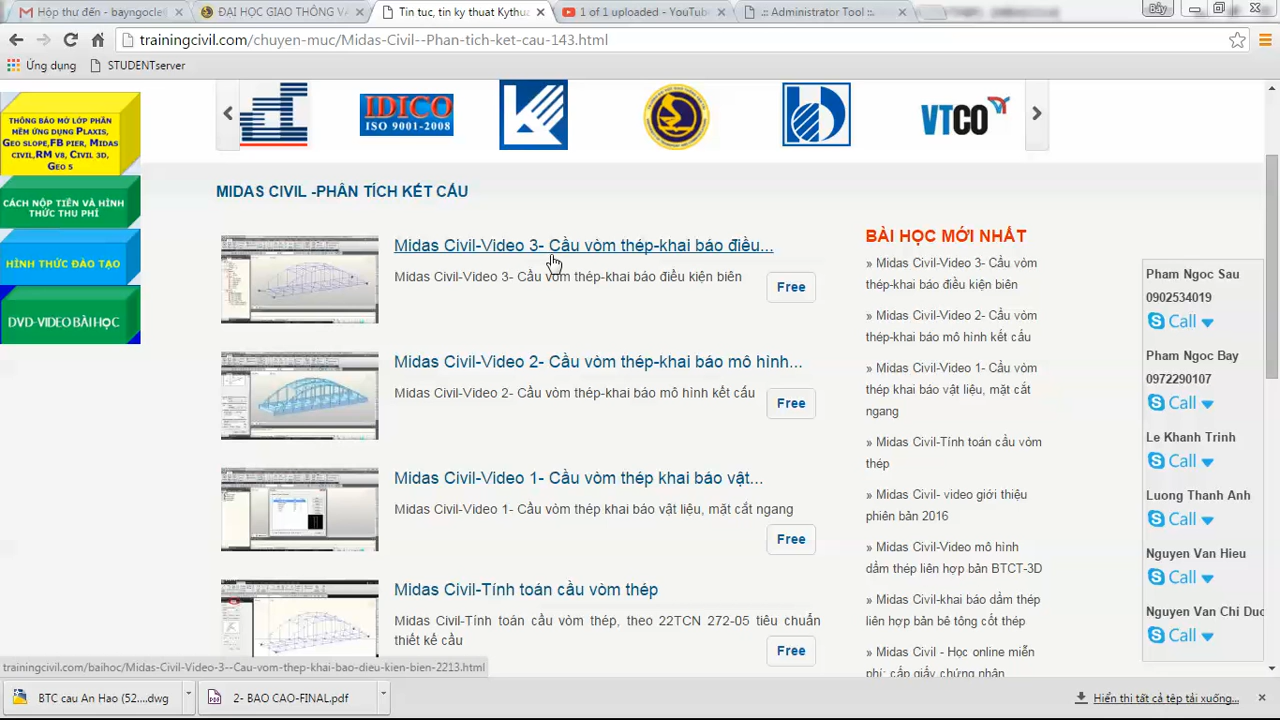 Hộp thư đến - bayngocle
ĐẠI HỌC GIAO THÔNG V
Tin tuc, tin ky thuat Kythua
1 of 1 uploaded - YouTub
.:: Administrator Tool ::.
Bảy
trainingcivil.com/chuyen-muc/Midas-Civil--Phan-tich-ket-cau-143.html
Ứng dụng
STUDENTserver
THÔNG BÁO MỞ LỚP PHẦN
MỀM ỨNG DỤNG PLAXIS,
GEO SLOPE,FB PIER, MIDAS
CIVIL,RM V8, CIVIL 3D,
GEO 5
CÁCH NỘP TIỀN VÀ HÌNH
THỨC THU PHÍ
HÌNH THỨC ĐÀO TẠO
DVD-VIDEO BÀI HỌC
IDICO
ISO 9001-2008
VTCO
MIDAS CIVIL -PHÂN TÍCH KẾT CẤU
Midas Civil-Video 3- Cầu vòm thép-khai báo điều...
Midas Civil-Video 3- Cầu vòm thép-khai báo điều kiện biên
Free
Midas Civil-Video 2- Cầu vòm thép-khai báo mô hình...
Midas Civil-Video 2- Cầu vòm thép-khai báo mô hình kết cấu
Free
Midas Civil-Video 1- Cầu vòm thép khai báo vật...
Midas Civil-Video 1- Cầu vòm thép khai báo vật liệu, mặt cắt ngang
Free
Midas Civil-Tính toán cầu vòm thép
Midas Civil-Tính toán cầu vòm thép, theo 22TCN 272-05 tiêu chuẩn
thiết kế cầu
Free
BÀI HỌC MỚI NHẤT
» Midas Civil-Video 3- Cầu vòm
thép-khai báo điều kiện biên
» Midas Civil-Video 2- Cầu vòm
thép-khai báo mô hình kết cấu
» Midas Civil-Video 1- Cầu vòm
thép khai báo vật liệu, mặt cắt
ngang
» Midas Civil-Tính toán cầu vòm
thép
» Midas Civil- video giới thiệu
phiên bản 2016
» Midas Civil-Video mô hình
dầm thép liên hợp bản BTCT-3D
» Midas Civil-khai báo dầm thép
liên hợp bản bê tông cốt thép
» Midas Civil - Học online miễn
phí; cấp giấy chứng nhận
Pham Ngoc Sau
0902534019
Call
Pham Ngoc Bay
0972290107
Call
Le Khanh Trinh
Call
Luong Thanh Anh
Call
Nguyen Van Hieu
Call
Nguyen Van Chi Duc
Call
trainingcivil.com/baihoc/Midas-Civil-Video-3--Cau-vom-thep-khai-bao-dieu-kien-bien-2213.html
BTC cau An Hao (52....dwg
2- BAO CAO-FINAL.pdf
Hiển thị tất cả tệp tải xuống...